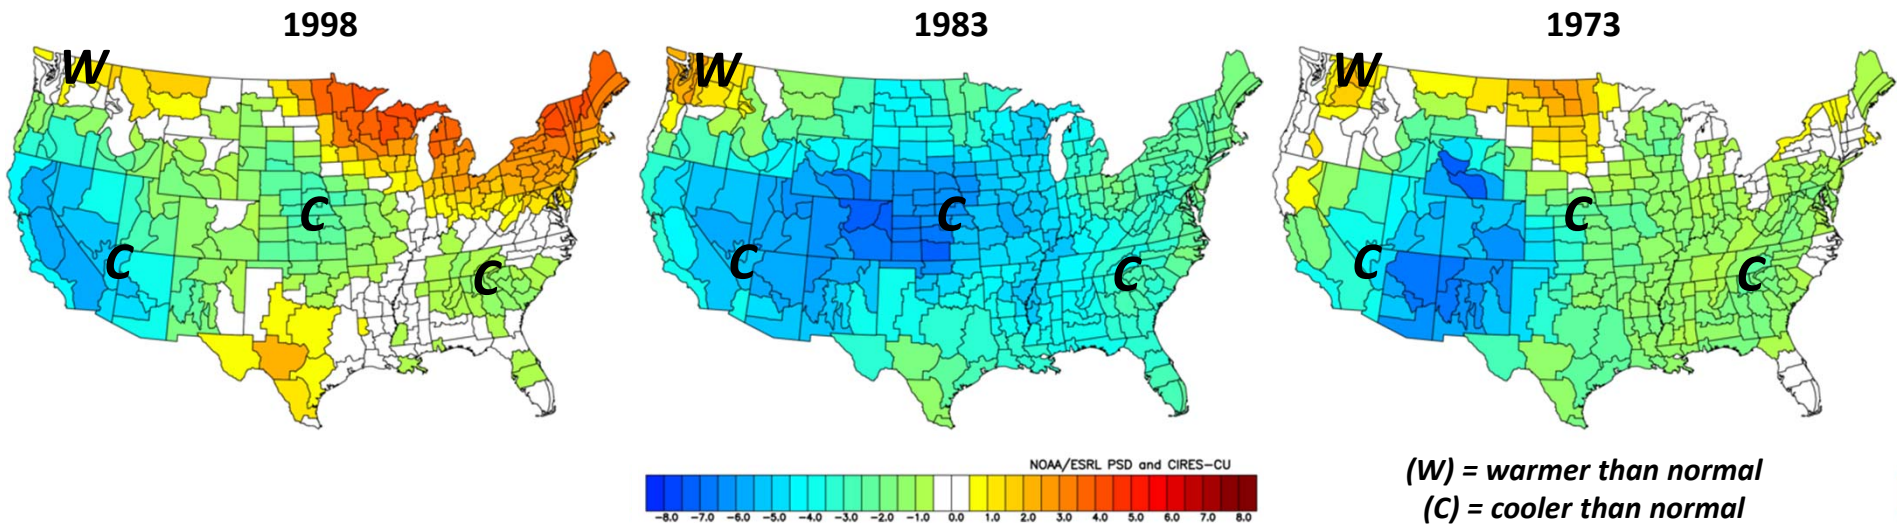 1998
1983
1973
W
W
W
C
C
C
C
C
C
C
C
C
NOAA/ESRL PSD and CIRES-CU
-8.0 -7.0 -6.0 -5.0 -4.0 -3.0 -2.0 -1.0 0.0 1.0 2.0 3.0 4.0 5.0 6.0 7.0 8.0
(W) = warmer than normal
(C) = cooler than normal